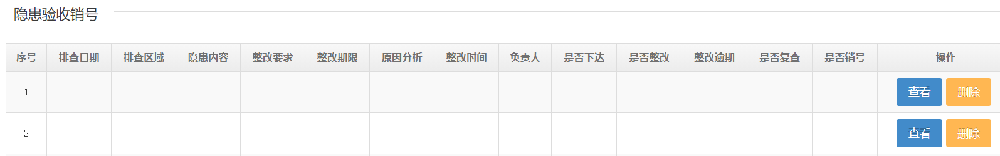 隐患验收销号
序号 排查日期 排查区域 隐患内容 整改要求 整改期限 原因分析 整改时间 负责人 是否下达 是否整改 整改逾期 是否复查 是否销号 操作
1 查看 删除
2 查看 删除